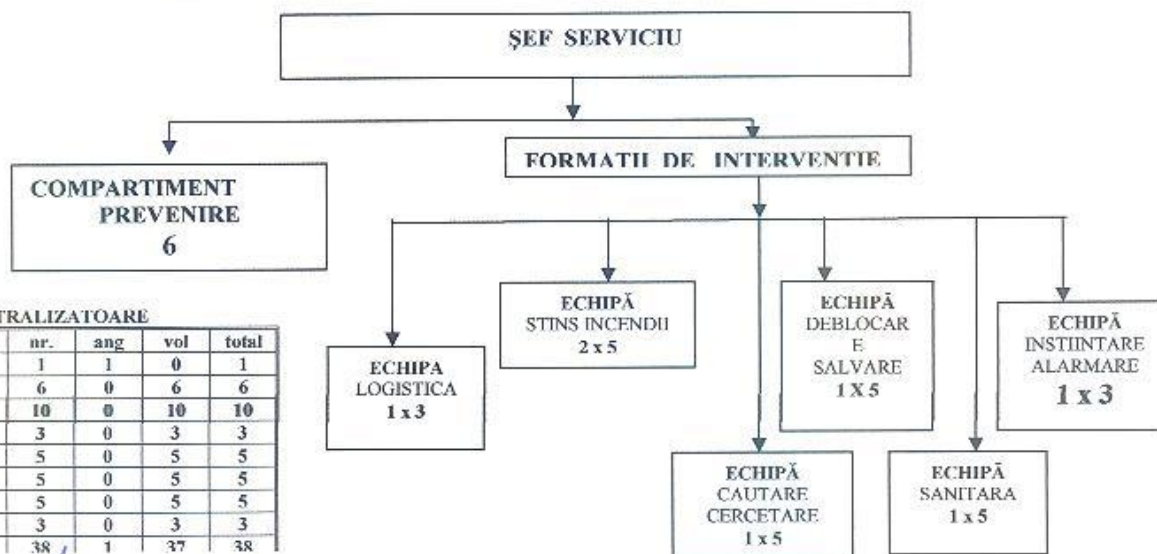 ŞEF SERVICIU
FORMATII DE INTERVENTIE
COMPARTIMENT
PREVENIRE
6
ECHIPA
LOGISTICA
1 x 3
ECHIPĂ
STINS INCENDII
2 x 5
ECHIPĂ
CAUTARE
CERCETARE
1 x 5
ECHIPĂ
DEBLOCAR
E
SALVARE
1 X 5
ECHIPĂ
SANITARA
1 x 5
ECHIPĂ
INSTIINTARE
ALARMARE
1 x 3
TRALIZATOARE
nr. ang vol total
1 1 0 1
6 0 6 6
10 0 10 10
3 0 3 3
5 0 5 5
5 0 5 5
5 0 5 5
3 0 3 3
38 1 37 38